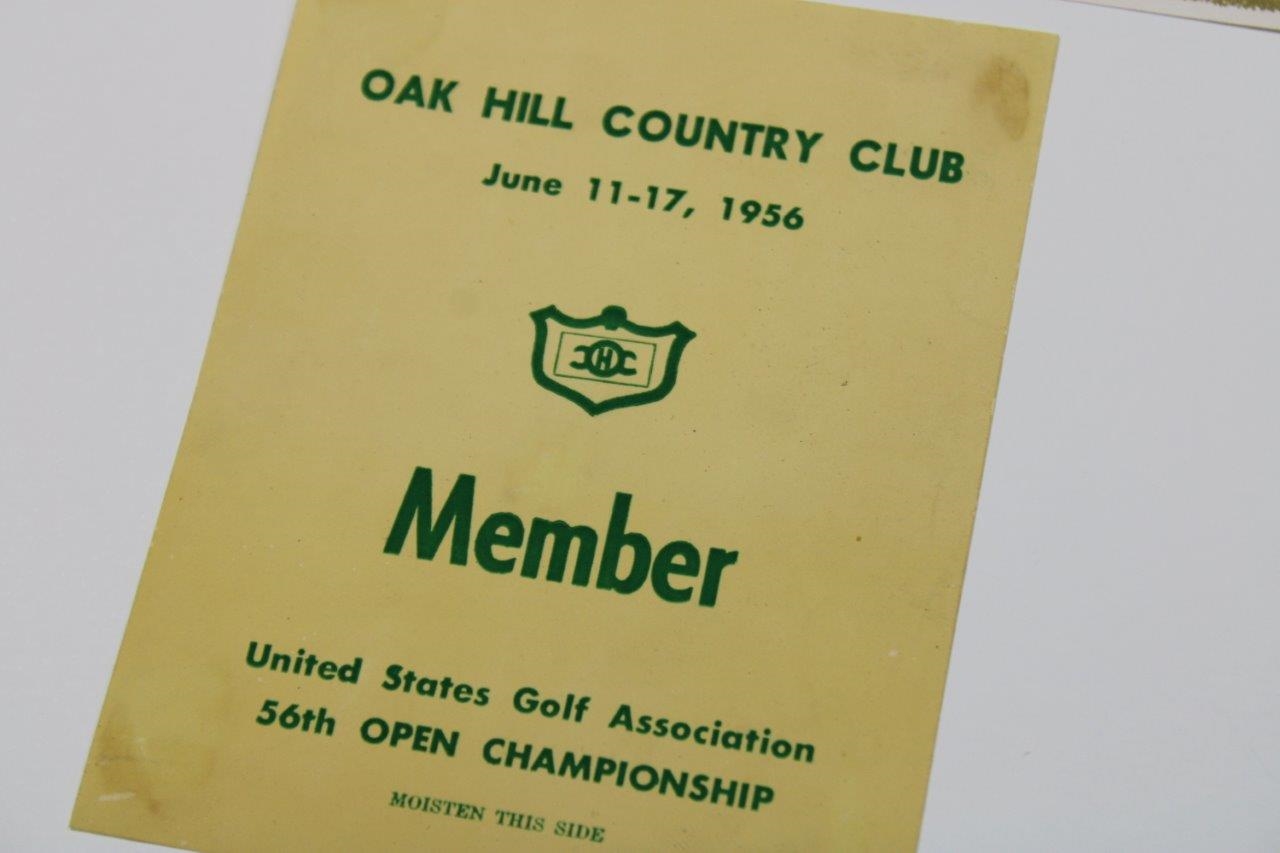 OAK HILL COUNTRY CLUB
June 11-17, 1956
OHC
Member
United States Golf Association
56th OPEN CHAMPIONSHIP
MOISTEN THIS SIDE